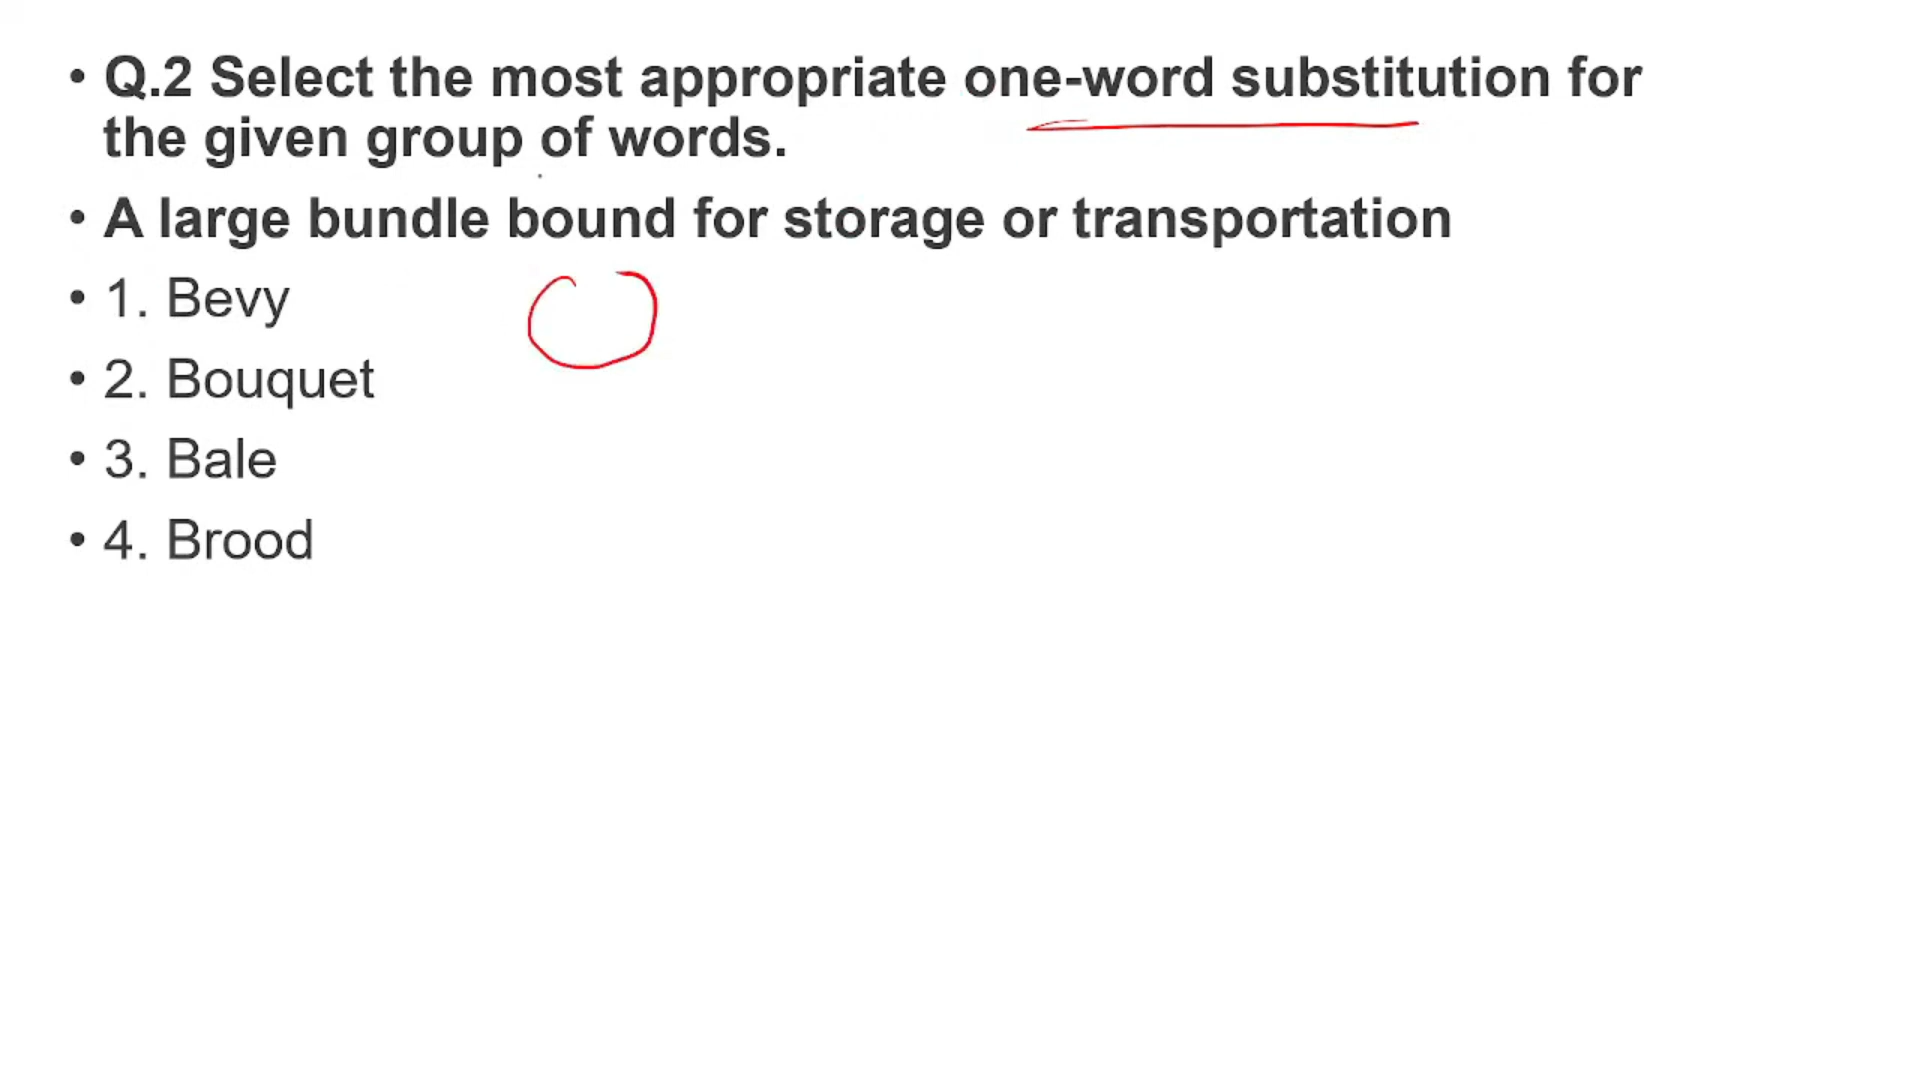 • Q.2 Select the most appropriate one-word substitution for
the given group of words.
• A large bundle bound for storage or transportation
• 1. Bevy
• 2. Bouquet
• 3. Bale
• 4. Brood